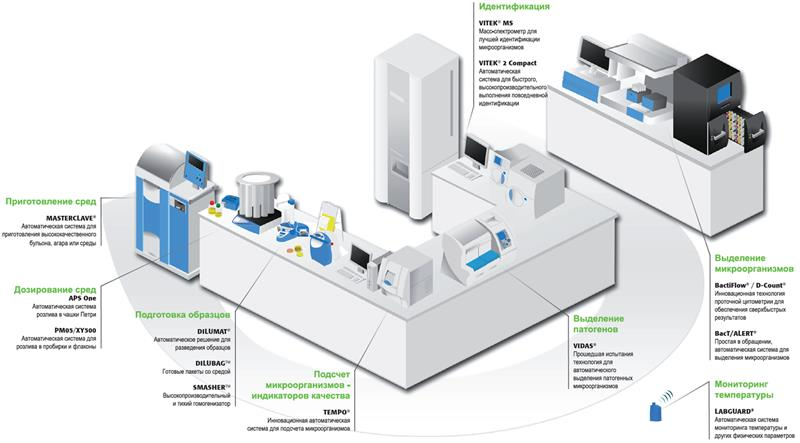 Идентификация
VITEK® MS
Масс-спектрометр для
лучшей идентификации
микроорганизмов
VITEK® 2 Compact
Автоматическая
система для быстрого,
высокопроизводительного
выполнения повседневной
идентификации
Приготовление сред
MASTERCLAVE®
Автоматическая система для
приготовления высококачественного
бульона, агара или среды
Дозирование сред
APS One
Автоматическая система
розлива в чашки Петри
PM05/XY500
Автоматическая система для
розлива в пробирки и флаконы
Подготовка образцов
DILUMAT®
Автоматическое решение для
разведения образцов
DILUBAG™
Готовые пакеты со средой
SMASHER™
Высокопроизводительный
и тихий гомогенизатор
Подсчет
микроорганизмов -
индикаторов качества
TEMPO®
Инновационная автоматическая
система для подсчета микроорганизмов
Выделение
патогенов
VIDAS®
Прошедшая испытания
технология для
автоматического
выделения патогенных
микроорганизмов
Выделение
микроорганизмов
BactiFlow® / D-Count®
Инновационная технология
проточной цитометрии для
обеспечения сверхбыстрых
результатов
BacT/ALERT®
Простая в обращении,
автоматическая система для
выделения микроорганизмов
Мониторинг
температуры
LABGUARD®
Автоматическая система
мониторинга температуры и
других физических параметров